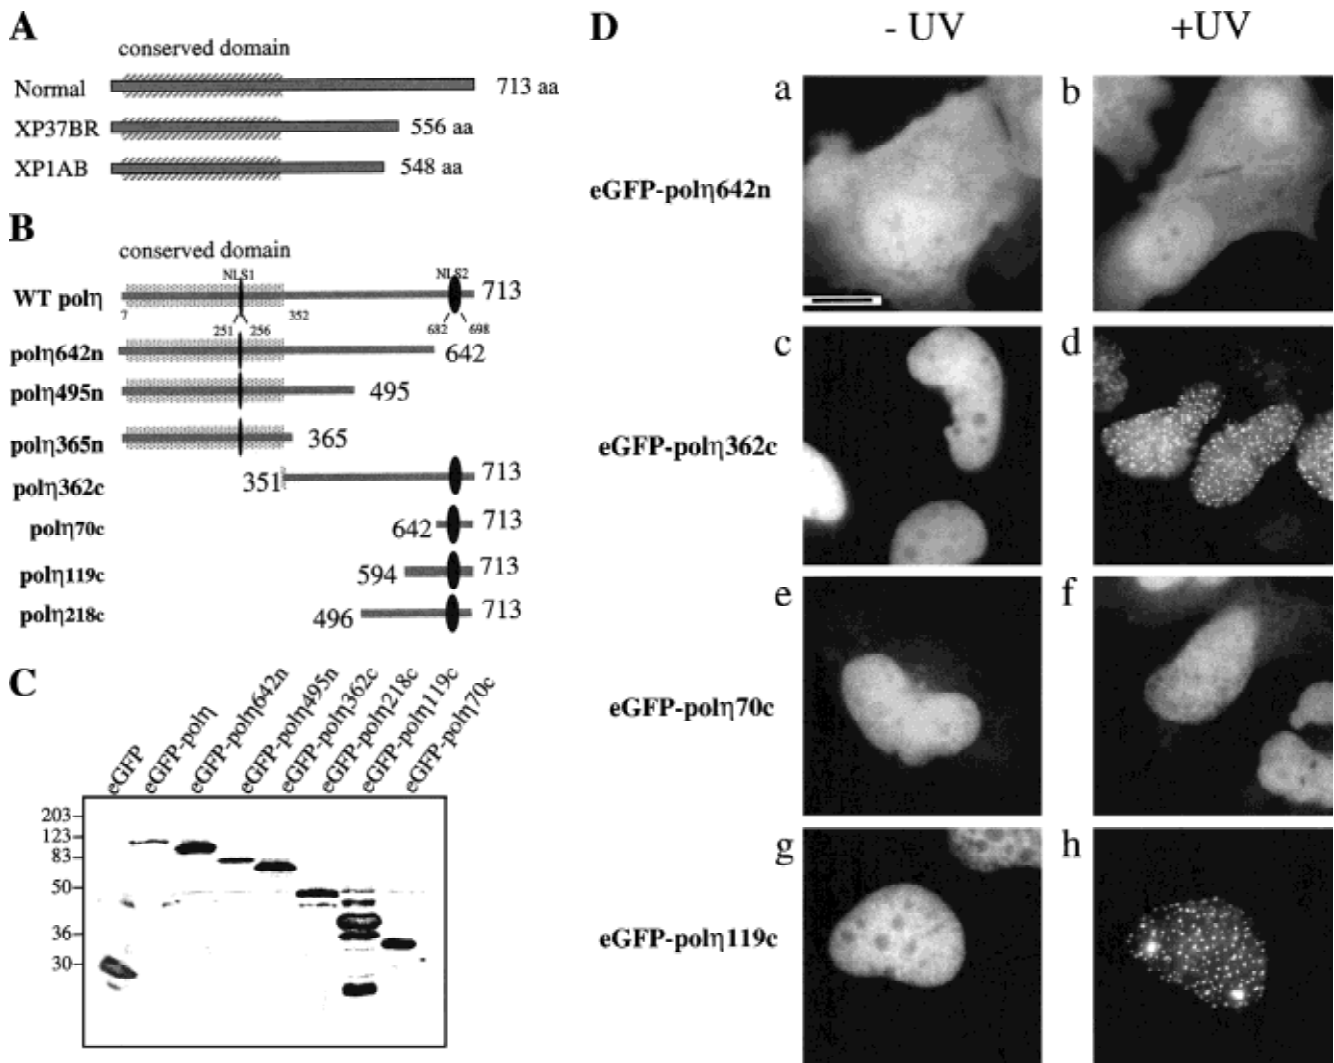 A
conserved domain
Normal 713 aa
XP37BR 556 aa
XP1AB 548 aa
B
conserved domain
NLS1 NLS2
WT polη 713
7 352
251 256 682 698
polη642n 642
polη495n 495
polη365n 365
polη362c 351 713
polη70c 642 713
polη119c 594 713
polη218c 496 713
C
eGFP
eGFP-polη
eGFP-polη642n
eGFP-polη495n
eGFP-polη362c
eGFP-polη218c
eGFP-polη119c
eGFP-polη70c
203
123
83
50
36
30
D
- UV +UV
a b
eGFP-polη642n
c d
eGFP-polη362c
e f
eGFP-polη70c
g h
eGFP-polη119c